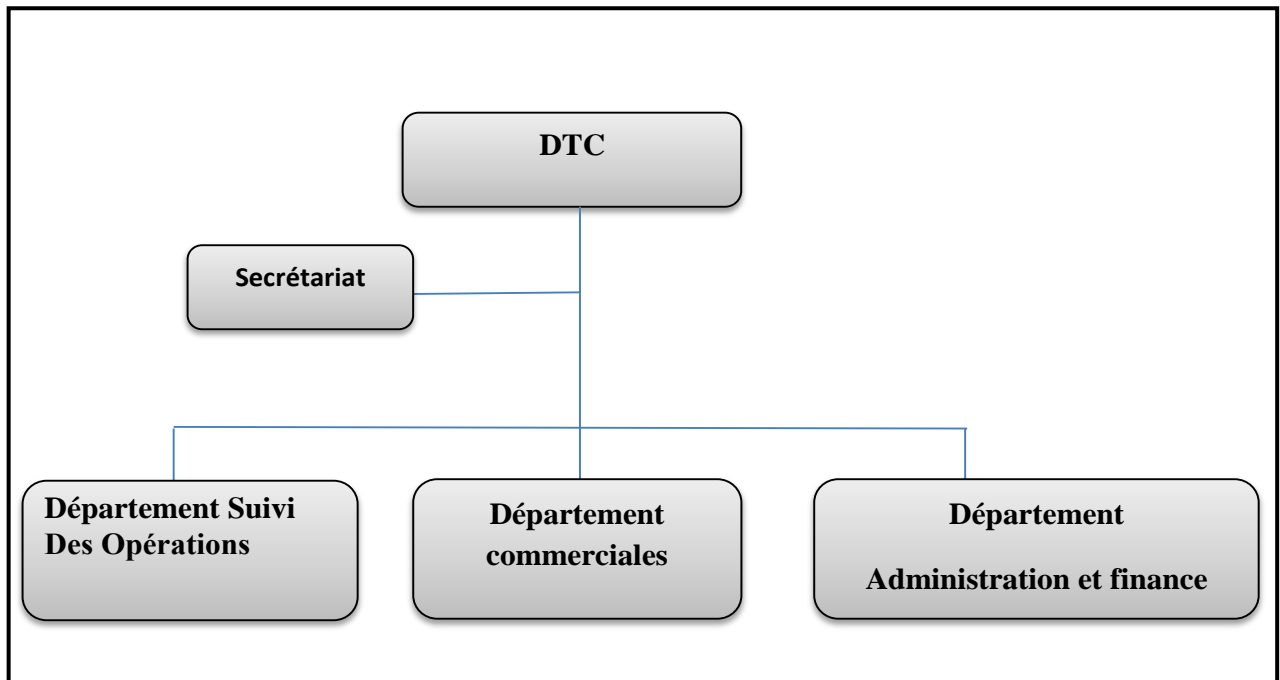 DTC
Secrétariat
Département Suivi
Des Opérations
Département
commerciales
Département
Administration et finance